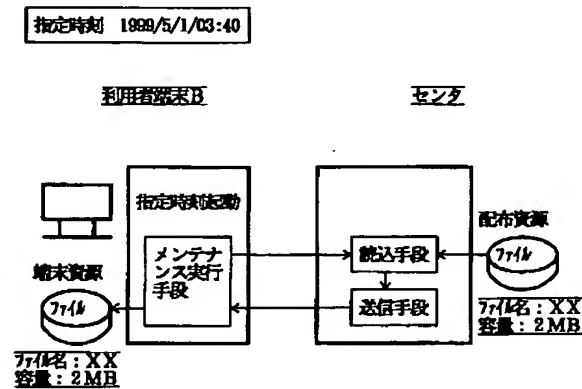 指定時刻 1999/5/1/03:40
利用者端末B
センタ
指定時刻起動
配布資源
メンテナ
ンス実行
手段
読込手段
ファイル
端末資源
ファイル
送信手段
ファイル名：XX
容量：2MB
ファイル名：XX
容量：2MB